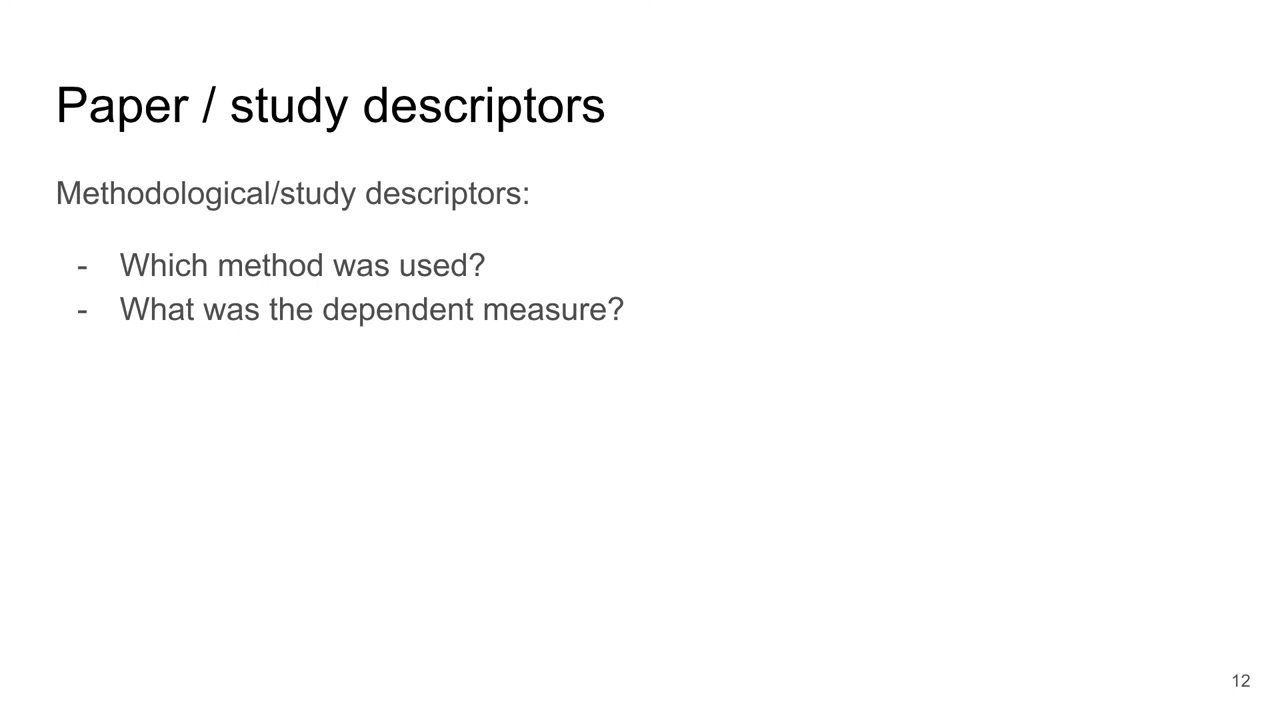 Paper / study descriptors
Methodological/study descriptors:
- Which method was used?
- What was the dependent measure?
12